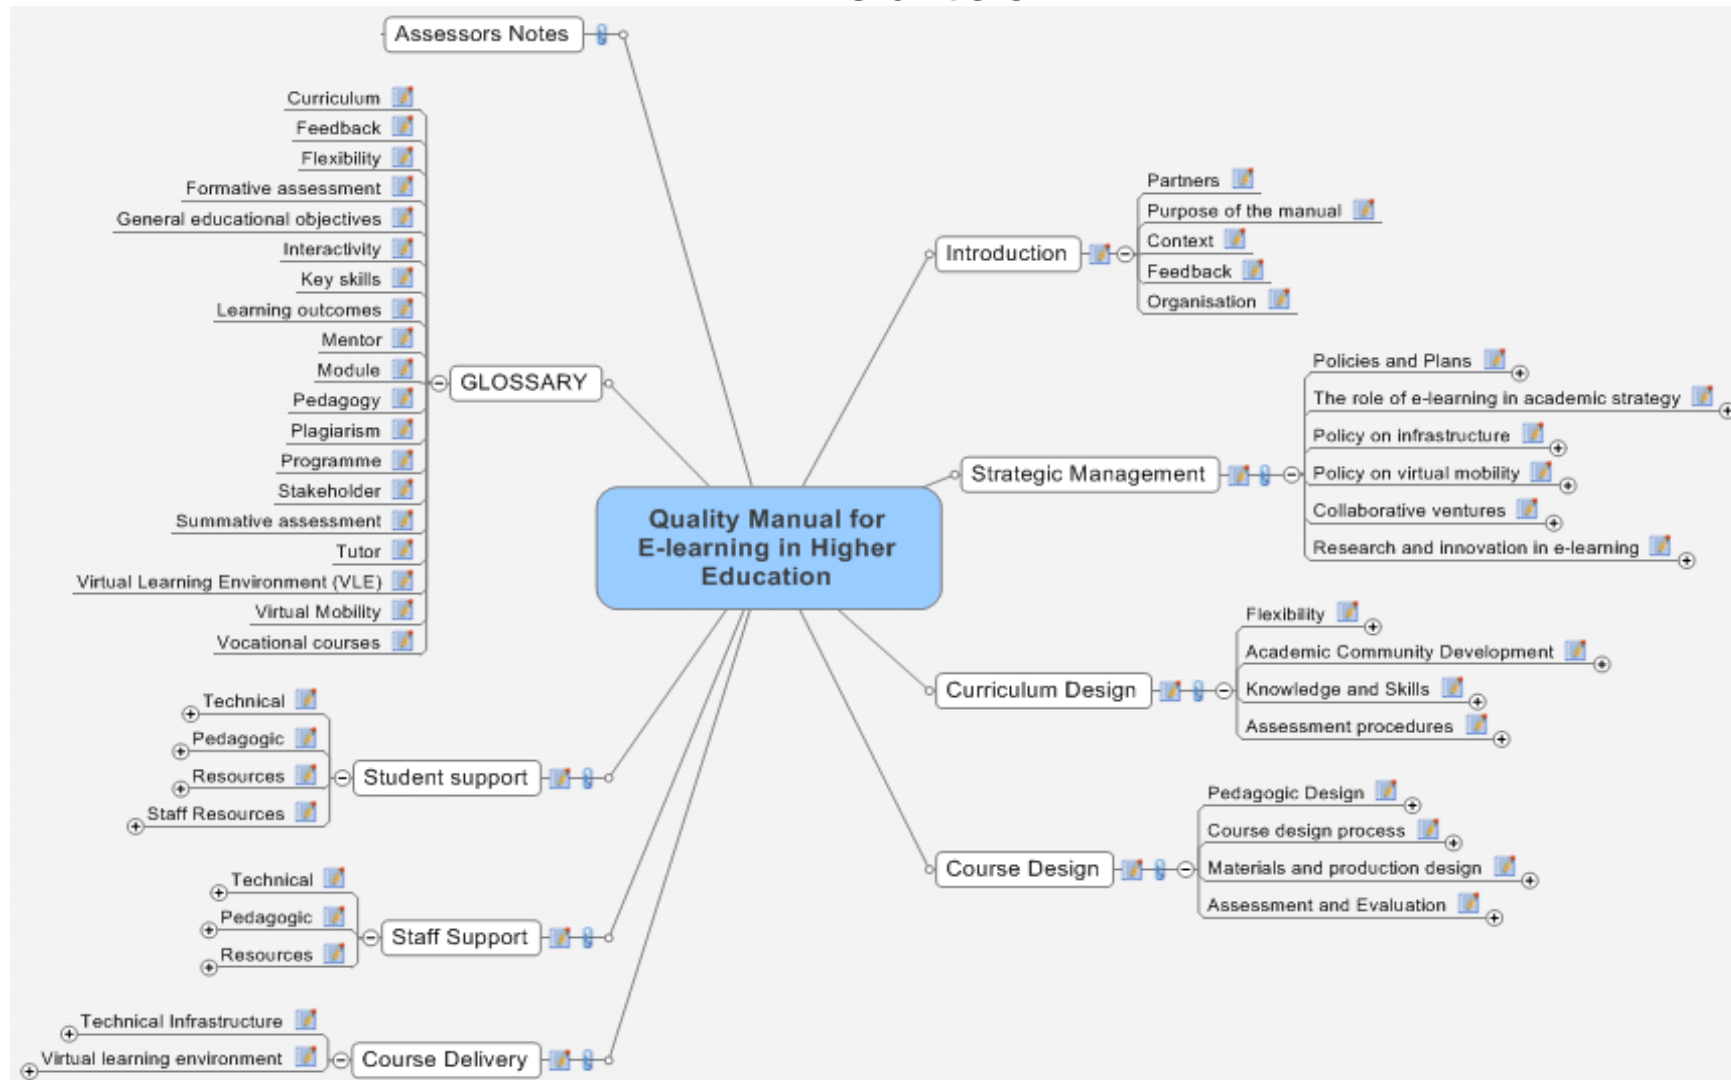 Assessors Notes
Curriculum
Feedback
Flexibility
Formative assessment
General educational objectives
Interactivity
Key skills
Learning outcomes
Mentor
Module
Pedagogy
Plagiarism
Programme
Stakeholder
Summative assessment
Tutor
Virtual Learning Environment (VLE)
Virtual Mobility
Vocational courses
GLOSSARY
Technical
Pedagogic
Resources
Staff Resources
Student support
Technical
Pedagogic
Resources
Staff Support
Technical Infrastructure
Virtual learning environment
Course Delivery
Quality Manual for
E-learning in Higher
Education
Introduction
Partners
Purpose of the manual
Context
Feedback
Organisation
Strategic Management
Policies and Plans
The role of e-learning in academic strategy
Policy on infrastructure
Policy on virtual mobility
Collaborative ventures
Research and innovation in e-learning
Curriculum Design
Flexibility
Academic Community Development
Knowledge and Skills
Assessment procedures
Course Design
Pedagogic Design
Course design process
Materials and production design
Assessment and Evaluation